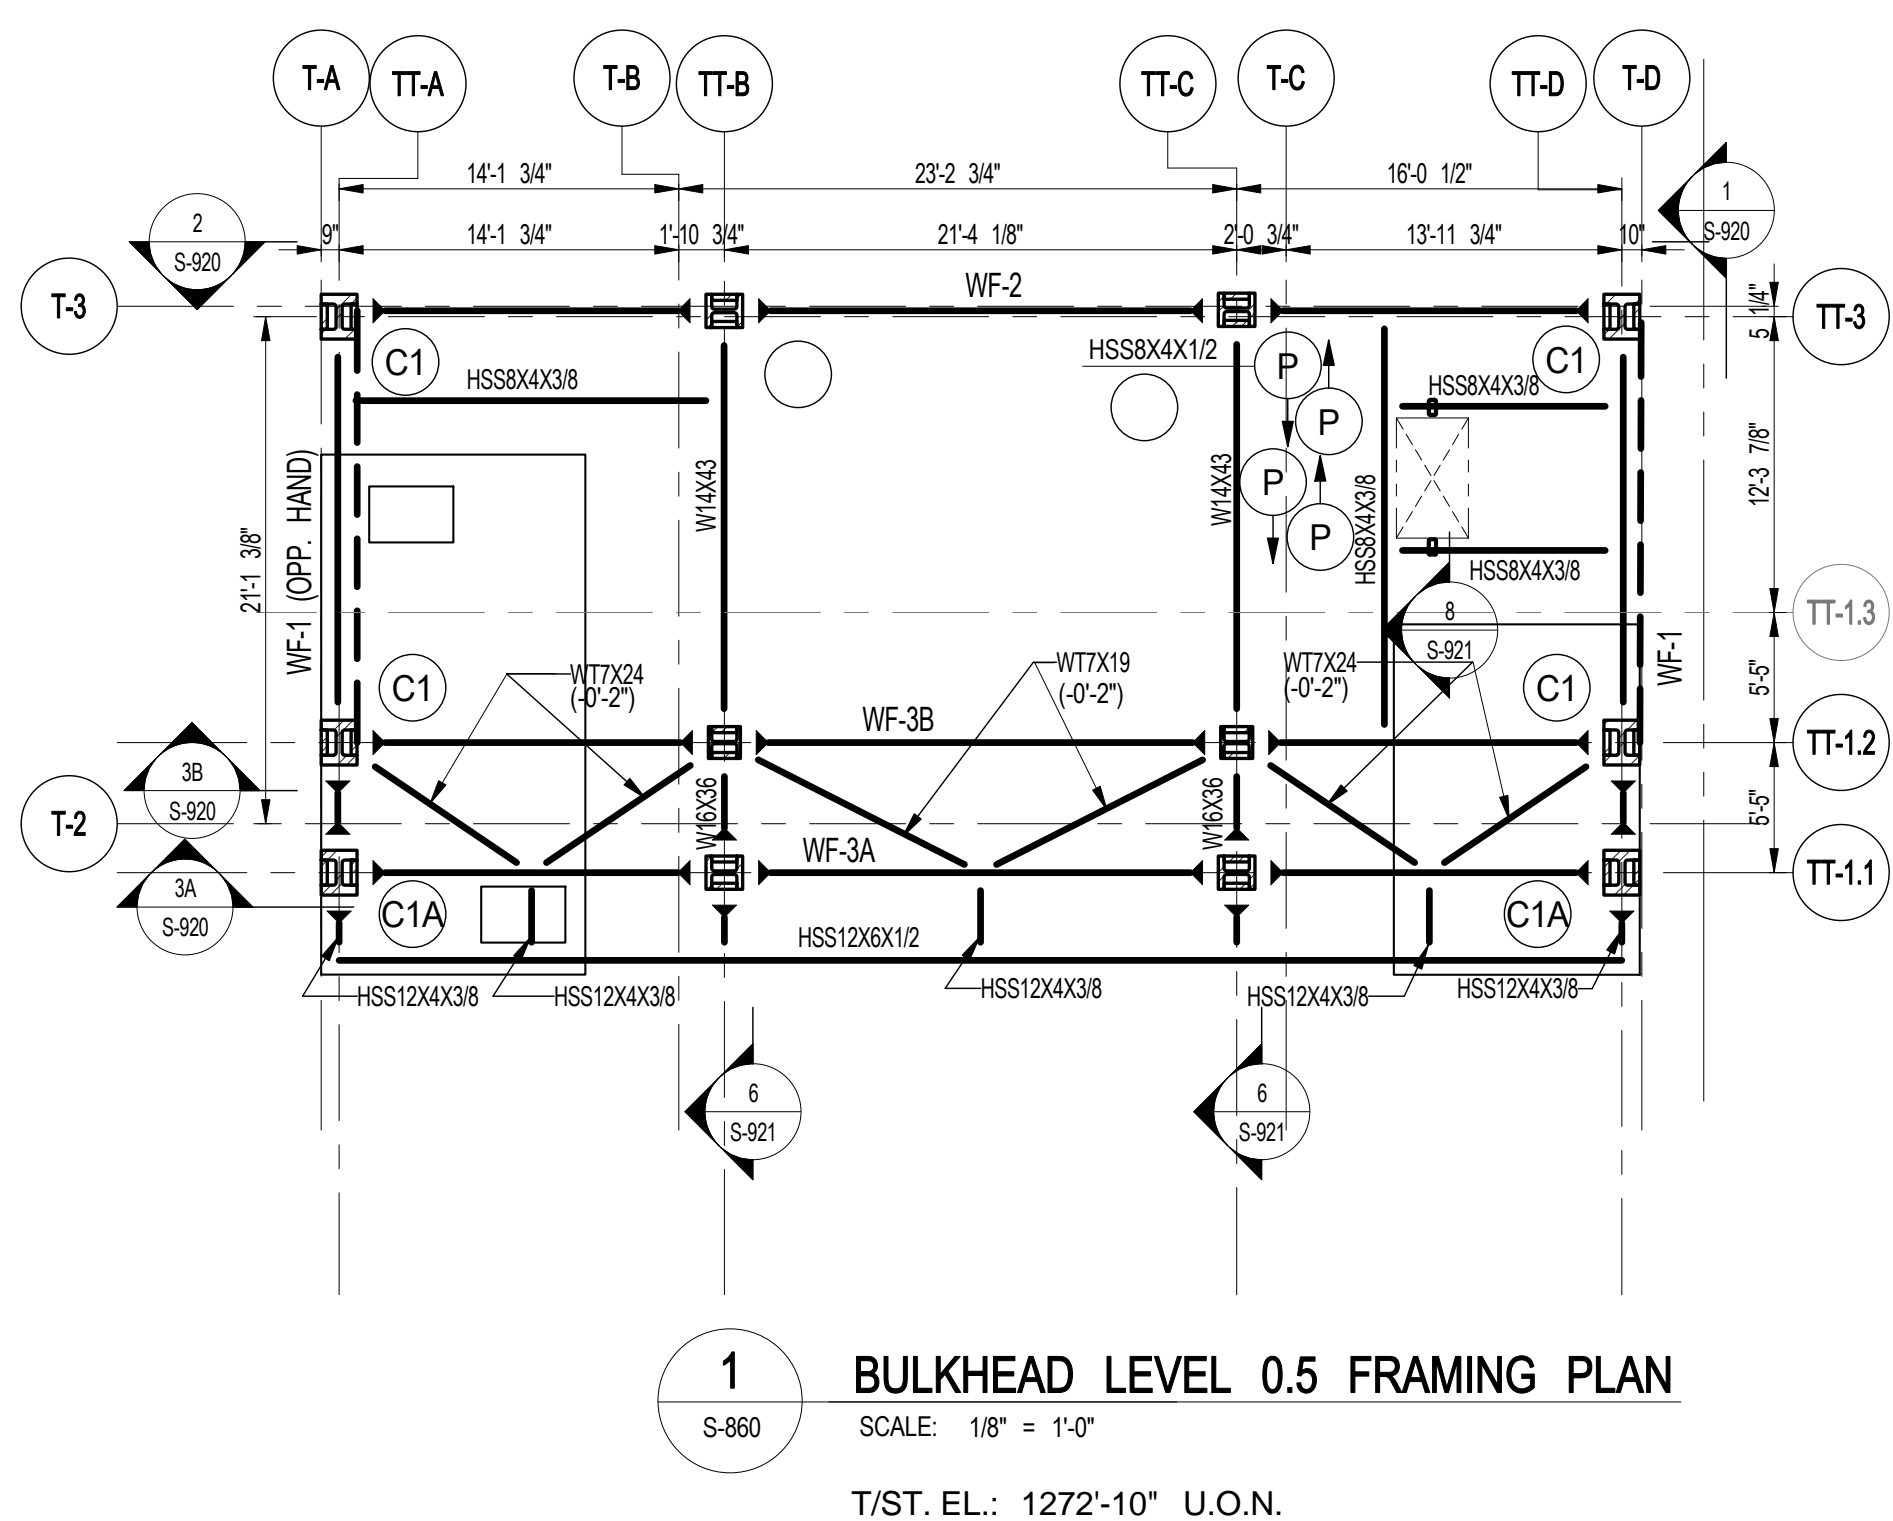 T-A
TT-A
T-B
TT-B
TT-C
T-C
TT-D
T-D
14'-1 3/4"
23'-2 3/4"
16'-0 1/2"
1
S-920
2
S-920
9"
14'-1 3/4"
1'-10 3/4"
21'-4 1/8"
2'-0 3/4"
13'-11 3/4"
10"
T-3
WF-2
5 1/4"
TT-3
C1
HSS8X4X1/2
P
C1
HSS8X4X3/8
HSS8X4X3/8
P
12'-3 7/8"
W14X43
W14X43
P
HSS8X4X3/8
P
21'-1 3/8"
WF-1 (OPP. HAND)
HSS8X4X3/8
8
S-921
TT-1.3
WT7X24
(-0'-2")
WT7X19
(-0'-2")
WT7X24
(-0'-2")
WF-1
5'-5"
C1
C1
WF-3B
TT-1.2
3B
S-920
T-2
W16X36
W16X36
5'-5"
WF-3A
TT-1.1
3A
S-920
C1A
C1A
HSS12X6X1/2
HSS12X4X3/8
HSS12X4X3/8
HSS12X4X3/8
HSS12X4X3/8
HSS12X4X3/8
6
S-921
6
S-921
1
S-860
BULKHEAD LEVEL 0.5 FRAMING PLAN
SCALE: 1/8" = 1'-0"
T/ST. EL.: 1272'-10" U.O.N.